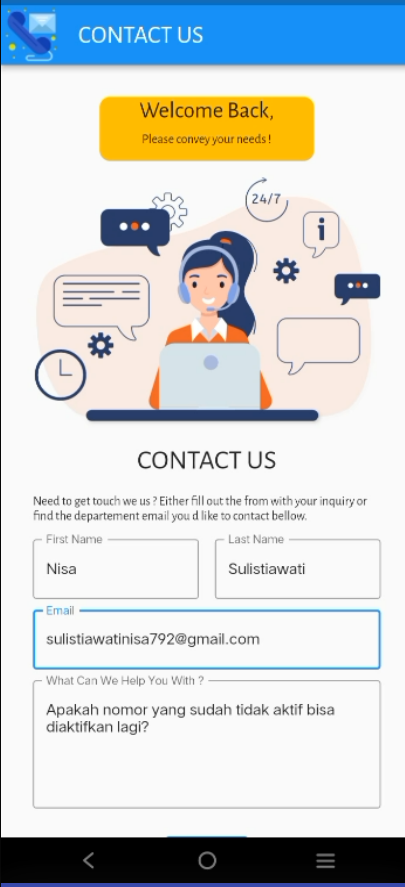 CONTACT US
Welcome Back,
Please convey your needs !
24/7
i
CONTACT US
Need to get touch we us ? Either fill out the from with your inquiry or
find the departement email you d like to contact bellow.
First Name
Nisa
Last Name
Sulistiawati
Email
sulistiawatinisa792@gmail.com
What Can We Help You With ?
Apakah nomor yang sudah tidak aktif bisa
diaktifkan lagi?